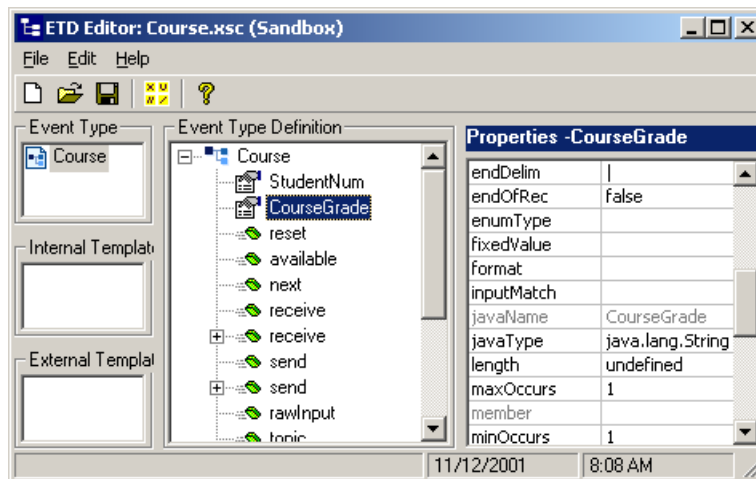 ETD Editor: Course.xsc (Sandbox)
File Edit Help
Event Type
Course
Internal Templat
External Templat
Event Type Definition
Course
StudentNum
CourseGrade
reset
available
next
receive
receive
send
send
rawInput
topic
Properties -CourseGrade
endDelim |
endOfRec false
enumType
fixedValue
format
inputMatch
javaName CourseGrade
javaType java.lang.String
length undefined
maxOccurs 1
member
minOccurs 1
11/12/2001 8:08 AM